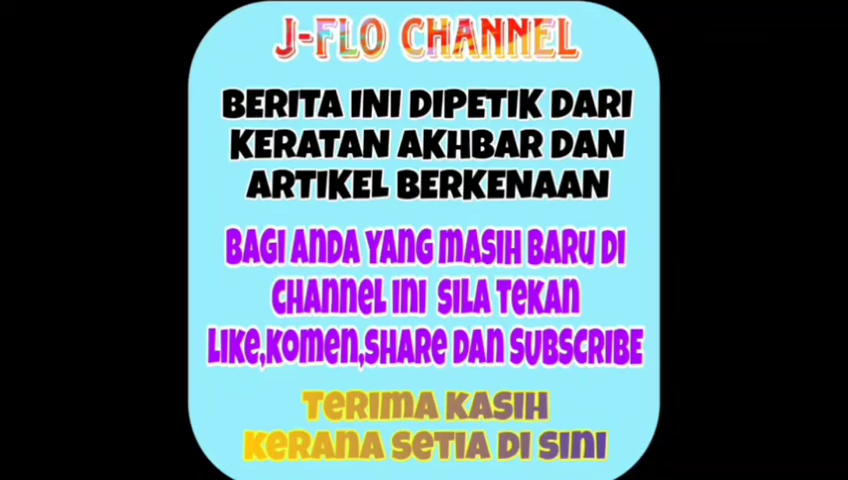 J-FLO CHANNEL
BERITA INI DIPETIK DARI
KERATAN AKHBAR DAN
ARTIKEL BERKENAAN
BAGI ANDA YANG MASIH BARU DI
CHANNEL INI SILA TEKAN
LIKE,KOMEN,SHARE DAN SUBSCRIBE
TERIMA KASIH
KERANA SETIA DI SINI